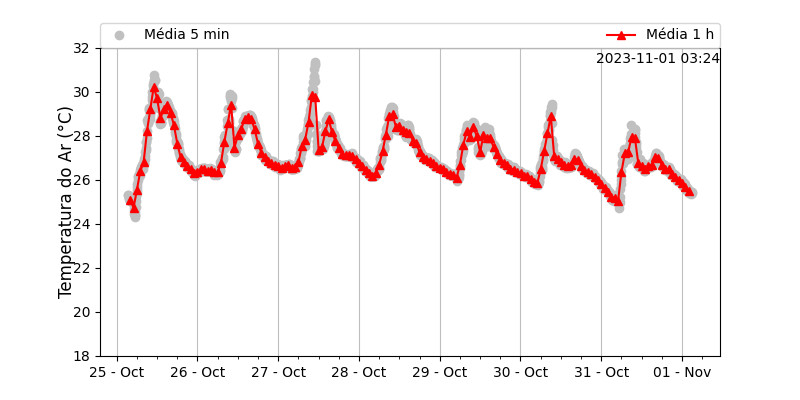 Média 5 min
Média 1 h
2023-11-01 03:24
Temperatura do Ar (°C)
32
30
28
26
24
22
20
18
25 - Oct
26 - Oct
27 - Oct
28 - Oct
29 - Oct
30 - Oct
31 - Oct
01 - Nov